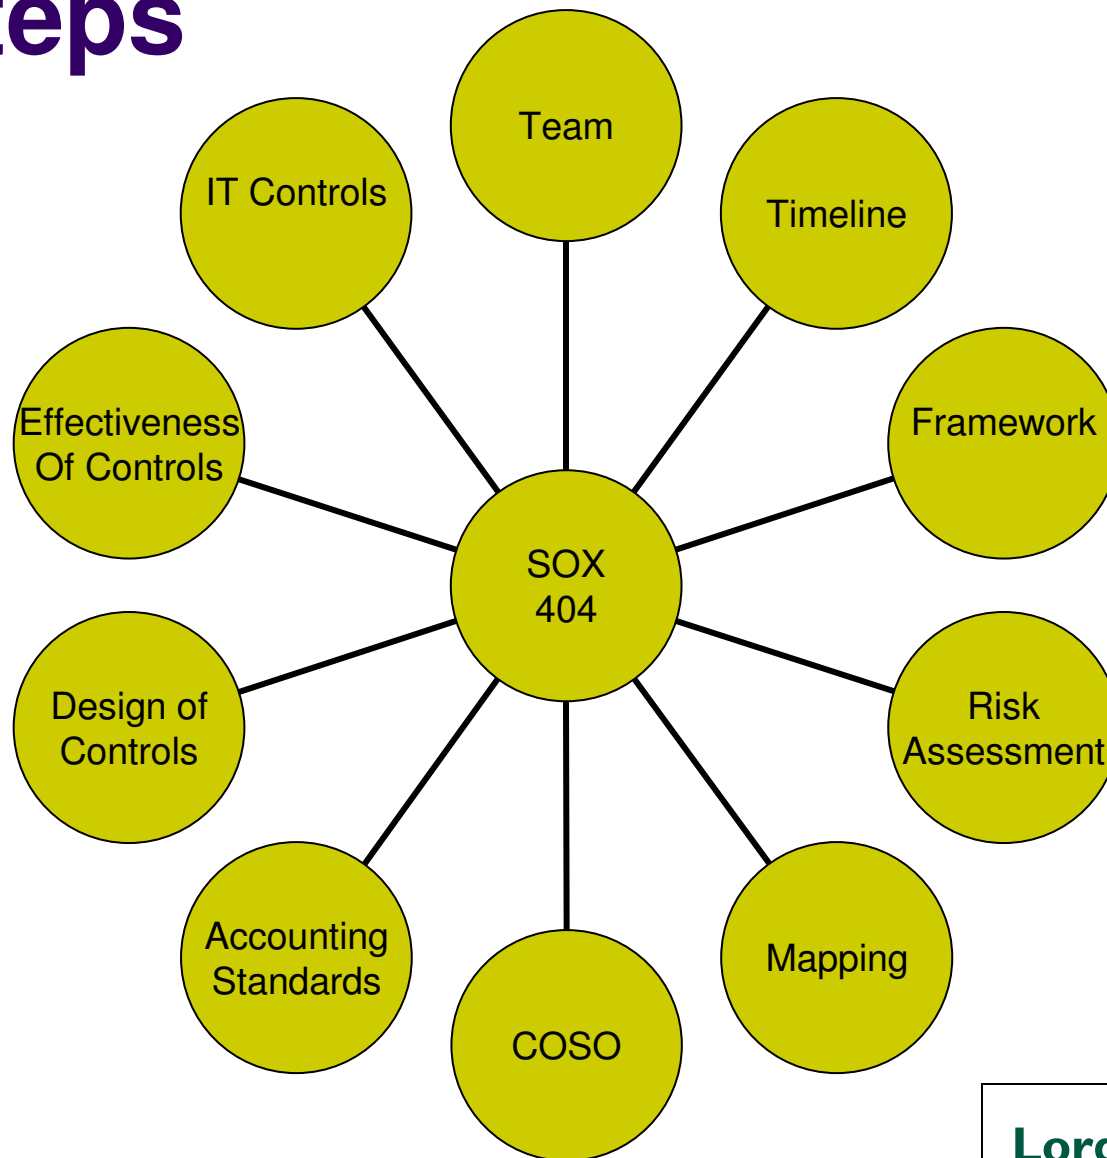 teps
Team
IT Controls
Timeline
Effectiveness
Of Controls
Framework
SOX
404
Design of
Controls
Risk
Assessment
Accounting
Standards
Mapping
COSO